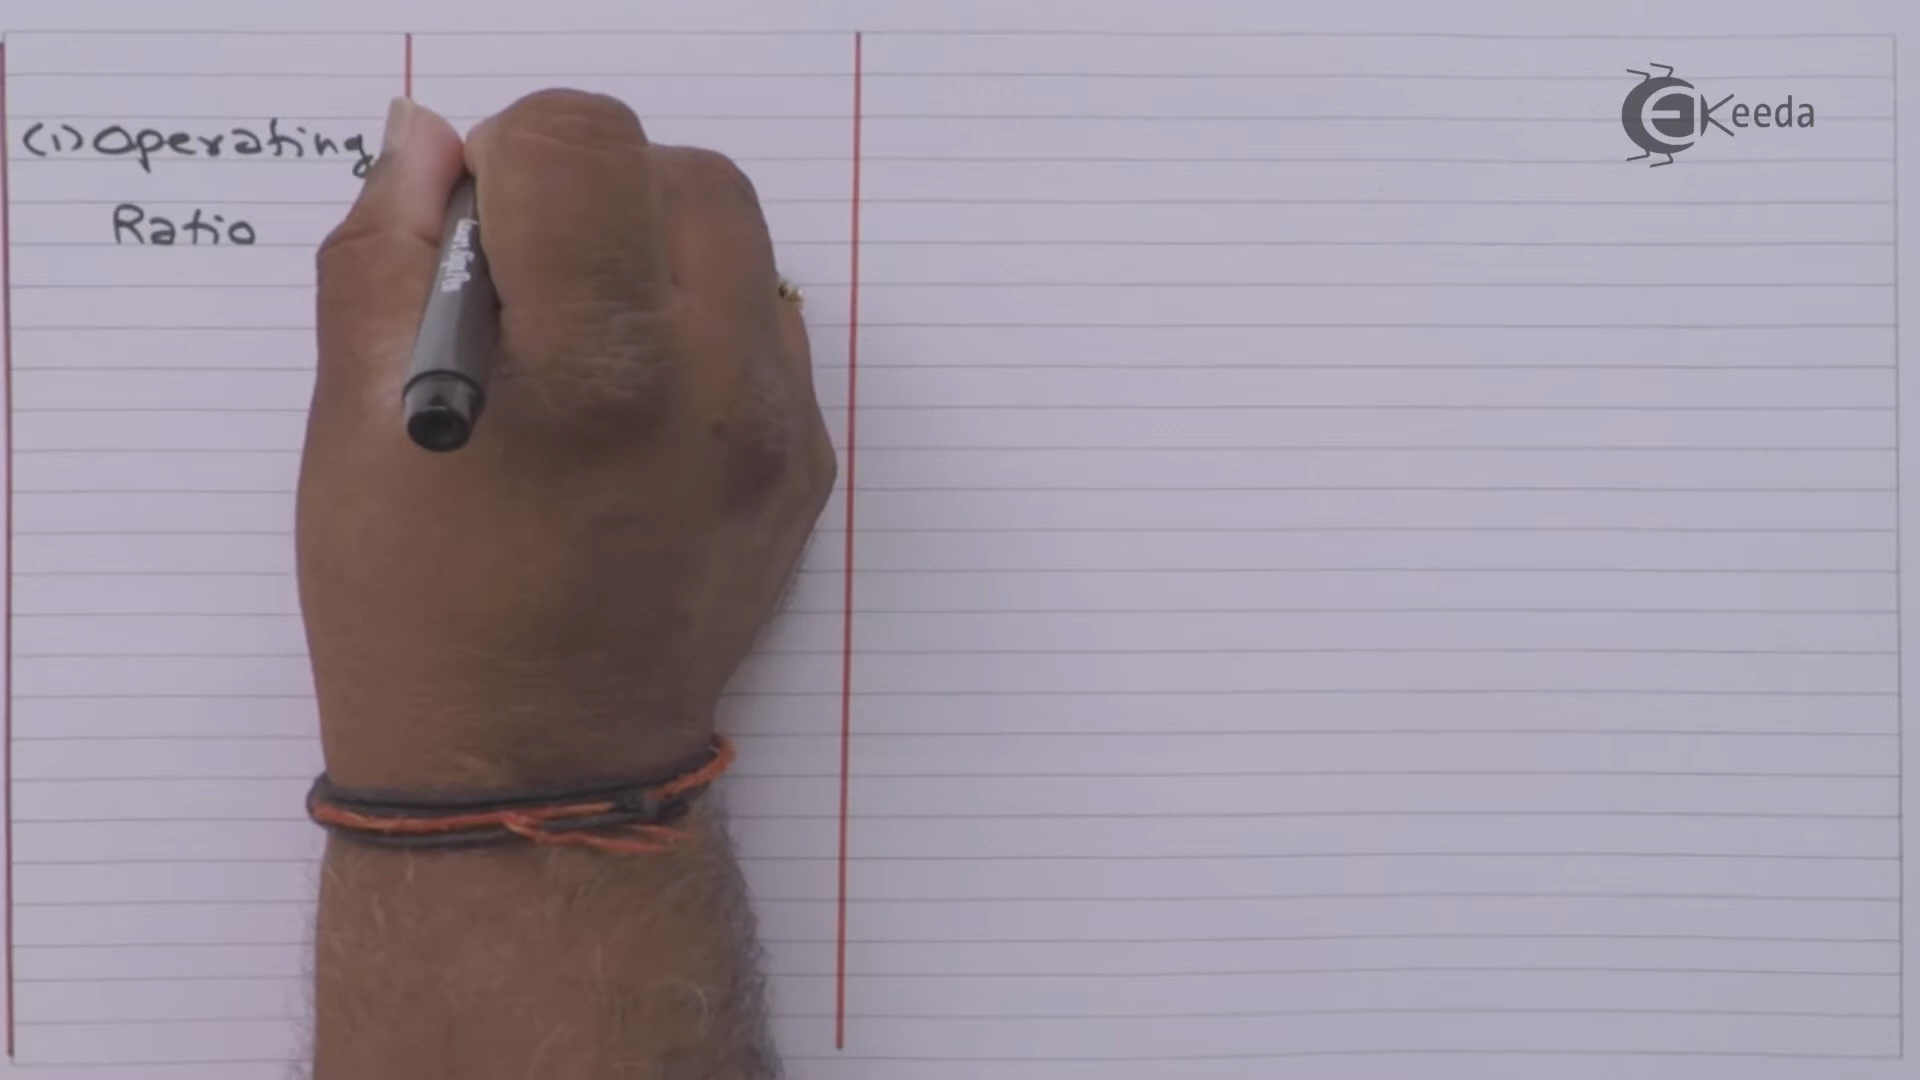 (1) Operating
Ratio
EKeeda